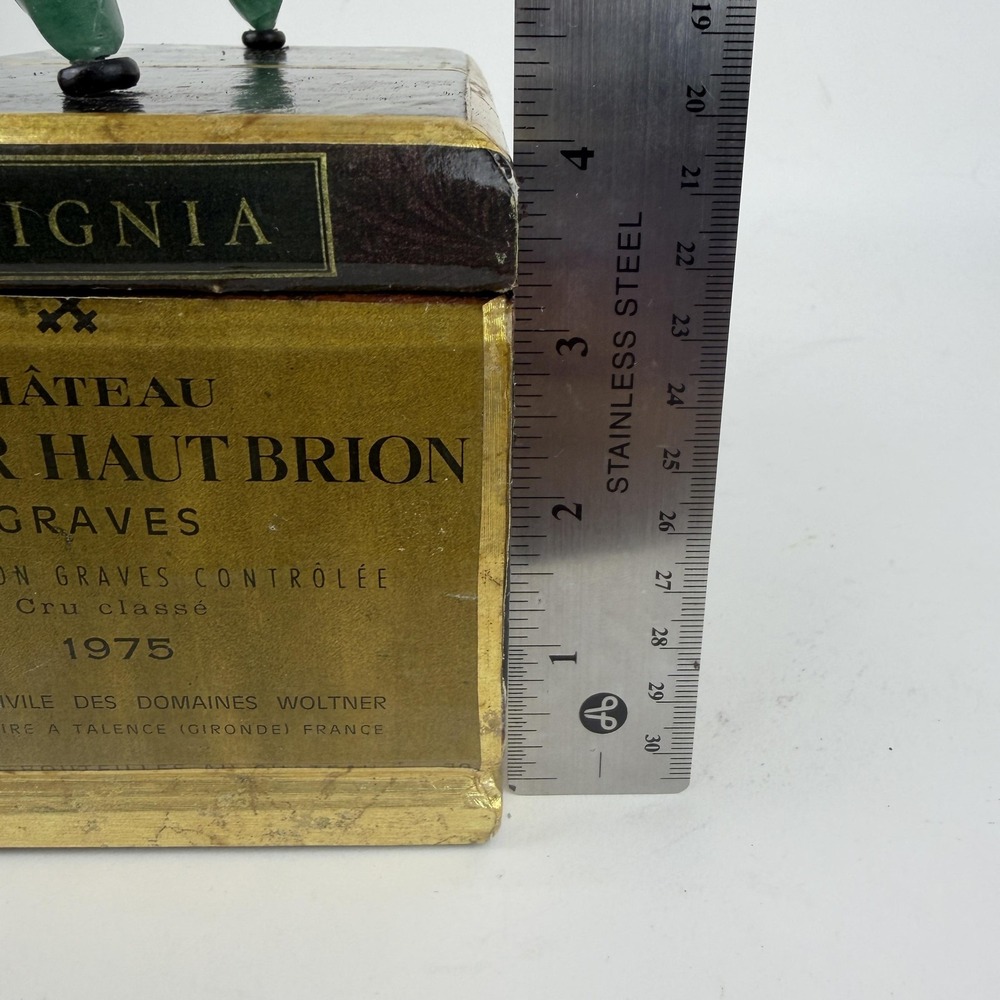 IGNIA
HÂTEAU
R HAUT BRION
GRAVES
ON GRAVES CONTRÔLÉE
Cru classé
1975
IVILE DES DOMAINES WOLTNER
IRE A TALENCE (GIRONDE) FRANCE
STAINLESS STEEL
4
3
2
1
19
20
21
22
23
24
25
26
27
28
29
30